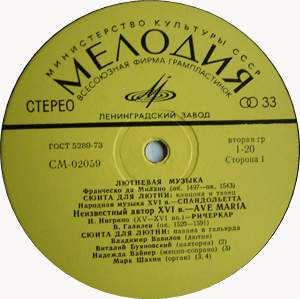 МИНИСТЕРСТВО КУЛЬТУРЫ СССР
МЕЛОДИЯ
ВСЕСОЮЗНАЯ ФИРМА ГРАМПЛАСТИНОК
СТЕРЕО
33
ЛЕНИНГРАДСКИЙ ЗАВОД
ГОСТ 5289-73
вторая гр
СМ-02059
1-20
Сторона 1
ЛЮТНЕВАЯ МУЗЫКА
Франческо да Милано (ок. 1497—ок. 1543)
СЮИТА ДЛЯ ЛЮТНИ: канцона и танец
Народная музыка XVI в.—СПАНДОЛЬЕТТА
Неизвестный автор XVI в.—AVE MARIA
Н. Нигрино (XV—XVI вв.)—РИЧЕРКАР
В. Галилеи (ок. 1520—1591)
СЮИТА ДЛЯ ЛЮТНИ: павана и гальярда
Владимир Вавилов (лютня)
Виталий Буяновский (валторна) (2)
Надежда Вайнер (меццо-сопрано) (3)
Марк Шахин (орган) (3, 4)